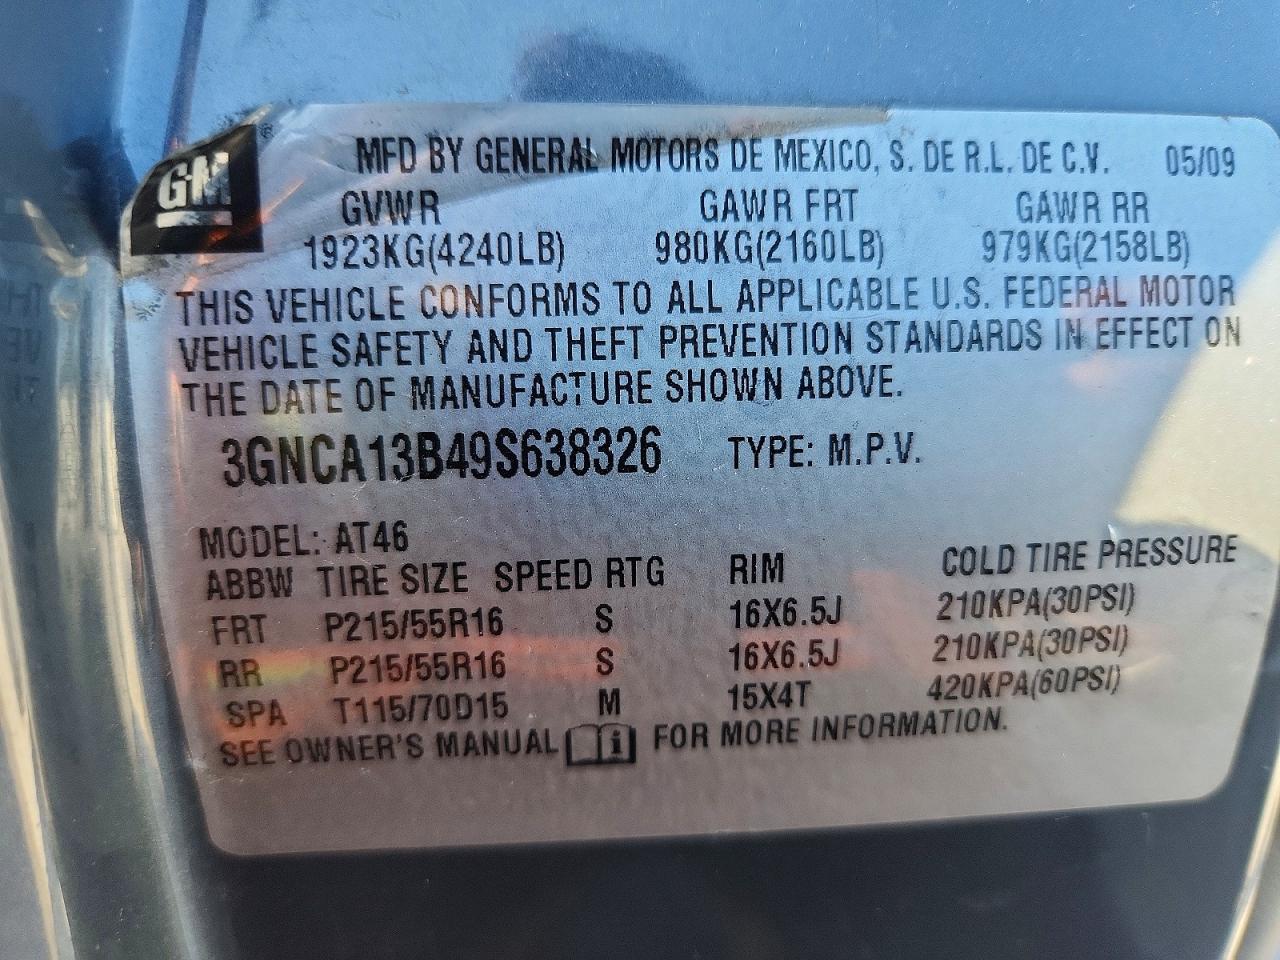 GM ®
MFD BY GENERAL MOTORS DE MEXICO, S. DE R.L. DE C.V. 05/09
GVWR GAWR FRT GAWR RR
1923KG(4240LB) 980KG(2160LB) 979KG(2158LB)
THIS VEHICLE CONFORMS TO ALL APPLICABLE U.S. FEDERAL MOTOR
VEHICLE SAFETY AND THEFT PREVENTION STANDARDS IN EFFECT ON
THE DATE OF MANUFACTURE SHOWN ABOVE.
3GNCA13B49S638326 TYPE: M.P.V.
MODEL: AT46
ABBW TIRE SIZE SPEED RTG RIM COLD TIRE PRESSURE
FRT P215/55R16 S 16X6.5J 210KPA(30PSI)
RR P215/55R16 S 16X6.5J 210KPA(30PSI)
SPA T115/70D15 M 15X4T 420KPA(60PSI)
SEE OWNER'S MANUAL i FOR MORE INFORMATION.